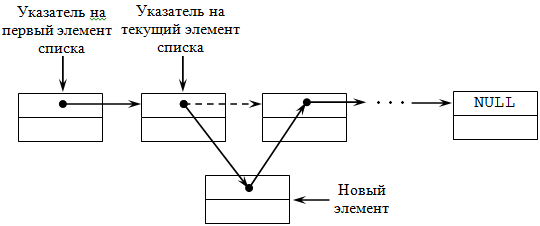 Указатель на
первый элемент
списка
Указатель на
текущий элемент
списка
NULL
Новый
элемент